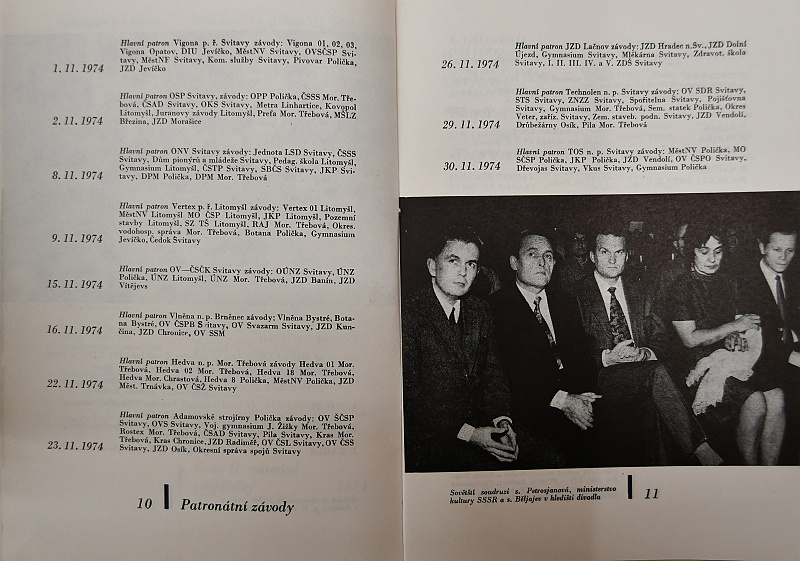 Hlavní patron Vigona p. ř. Svitavy závody: Vigona 01, 02, 03,
Vigona Opatov, DIU Jevíčko, MěstNV Svitavy, OVSČSP Svi-
tavy, MěstNF Svitavy, Kom. služby Svitavy, Pivovar Polička,
1. 11. 1974 JZD Jevíčko
Hlavní patron OSP Svitavy, závody: OPP Polička, ČSSS Mor. Tře-
bová, ČSAD Svitavy, OKS Svitavy, Metra Linhartice, Kovopol
Litomyšl, Juranovy závody Litomyšl, Prefa Mor. Třebová, MŠLZ
2. 11. 1974 Březina, JZD Morašice
Hlavní patron ONV Svitavy závody: Jednota LSD Svitavy, ČSSS
Svitavy, Dům pionýrů a mládeže Svitavy, Pedag. škola Litomyšl,
Gymnasium Litomyšl, ČSTP Svitavy, SBČS Svitavy, JKP Svi-
8. 11. 1974 tavy, DPM Polička, DPM Mor. Třebová
Hlavní patron Vertex p. ř. Litomyšl závody: Vertex 01 Litomyšl,
MěstNV Litomyšl MO ČSP Litomyšl, JKP Litomyšl, Pozemní
stavby Litomyšl, SZ TŠ Litomyšl, RAJ Mor. Třebová, Okres.
vodohosp. správa Mor. Třebová, Botana Polička, Gymnasium
9. 11. 1974 Jevíčko, Čedok Svitavy
Hlavní patron OV—ČSČK Svitavy závody: OÚNZ Svitavy, ÚNZ
Polička, ÚNZ Litomyšl, ÚNZ Mor. Třebová, JZD Banín, JZD
15. 11. 1974 Vítějeves
Hlavní patron Vlněna n. p. Brněnec závody: Vlněna Bystré, Bota-
na Bystré, OV ČSPB Svitavy, OV Svazarm Svitavy, JZD Kun-
16. 11. 1974 čina, JZD Chronice, OV SSM
Hlavní patron Hedva n. p. Mor. Třebová závody Hedva 01 Mor.
Třebová, Hedva 02 Mor. Třebová, Hedva 18 Mor. Třebová,
Hedva Mor. Chrastová, Hedva 8 Polička, MěstNV Polička, JZD
22. 11. 1974 Měst. Trnávka, OV ČSŽ Svitavy
Hlavní patron Adamovské strojírny Polička závody: OV ŠČSP
Svitavy, OVS Svitavy, Voj. gymnasium J. Žižky Mor. Třebová,
Rostex Mor. Třebová, ČSAD Svitavy, Pila Svitavy, Kras Mor.
Třebová, Kras Chronice, JZD Radiměř, OV ČSL Svitavy, OV ČSS
23. 11. 1974 Svitavy, JZD Osík, Okresní správa spojů Svitavy
10 Patronátní závody
Hlavní patron JZD Lačnov závody: JZD Hradec n.Sv., JZD Dolní
Újezd, Gymnasium Svitavy, Mlékárna Svitavy, Zdravot. škola
26. 11. 1974 Svitavy, I. II. III. IV. a V. ZDŠ Svitavy
Hlavní patron Technolen n. p. Svitavy závody: OV SDR Svitavy,
STS Svitavy, ZNZZ Svitavy, Spořitelna Svitavy, Pojišťovna
Svitavy, Gymnasium Mor. Třebová, Sem. statek Polička, Okres
Veter. zaříz. Svitavy, Zem. staveb. podn. Svitavy, JZD Vendolí,
29. 11. 1974 Drůbežárny Osík, Pila Mor. Třebová
Hlavní patron TOS n. p. Svitavy závody: MěstNV Polička, MO
SČSP Polička, JKP Polička, JZD Vendolí, OV ČSPO Svitavy,
30. 11. 1974 Dřevojas Svitavy, Vkus Svitavy, Gymnasium Polička
Sovětští soudruzi s. Petrosjanová, ministerstvo
kultury SSSR a s. Běljajev v hledišti divadla
11